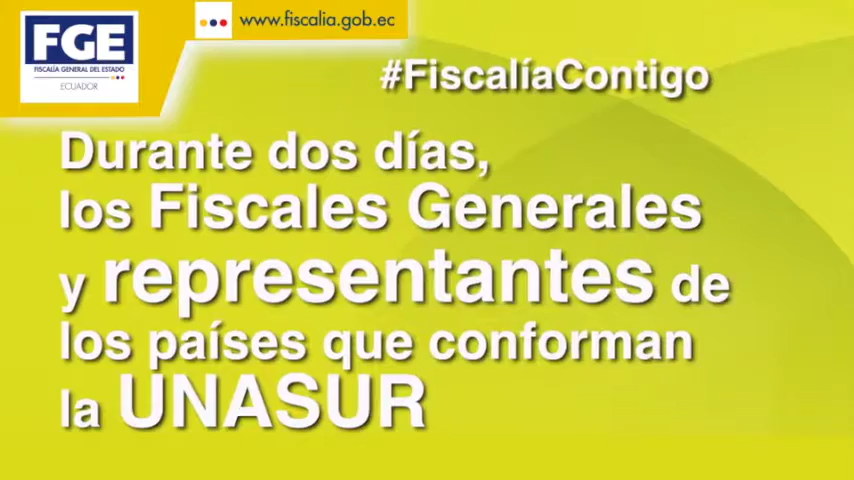 FGE
FISCALÍA GENERAL DEL ESTADO
ECUADOR
www.fiscalia.gob.ec
#FiscalíaContigo
Durante dos días,
los Fiscales Generales
y representantes de
los países que conforman
la UNASUR